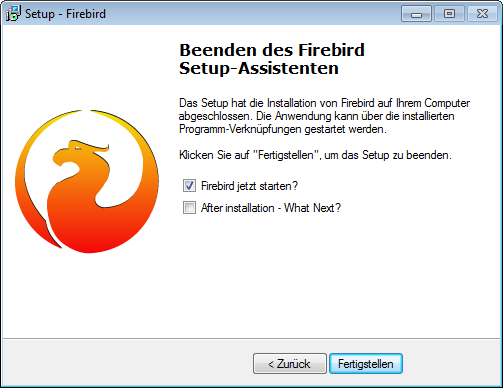 Setup - Firebird
Beenden des Firebird
Setup-Assistenten
Das Setup hat die Installation von Firebird auf Ihrem Computer
abgeschlossen. Die Anwendung kann über die installierten
Programm-Verknüpfungen gestartet werden.
Klicken Sie auf "Fertigstellen", um das Setup zu beenden.
Firebird jetzt starten?
After installation - What Next?
< Zurück
Fertigstellen